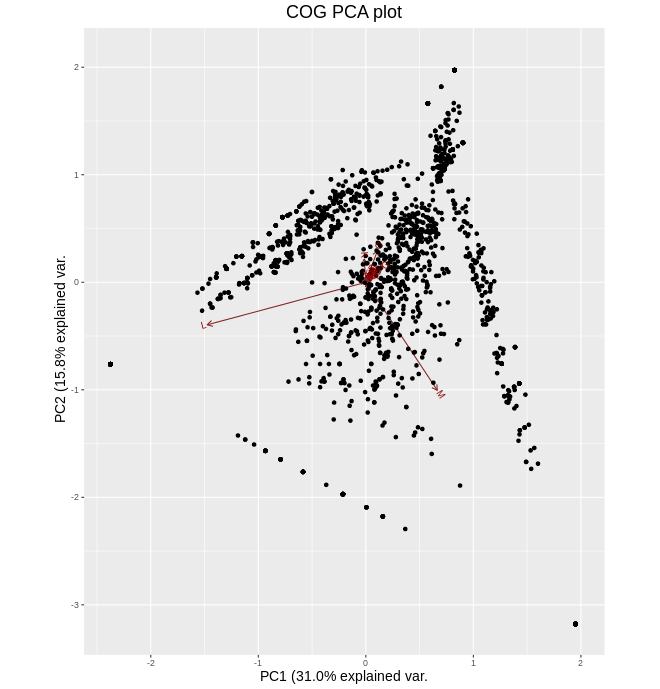 COG PCA plot
PC2 (15.8% explained var.
2
1
0
-1
-2
-3
L
M
-2
-1
0
1
2
PC1 (31.0% explained var.